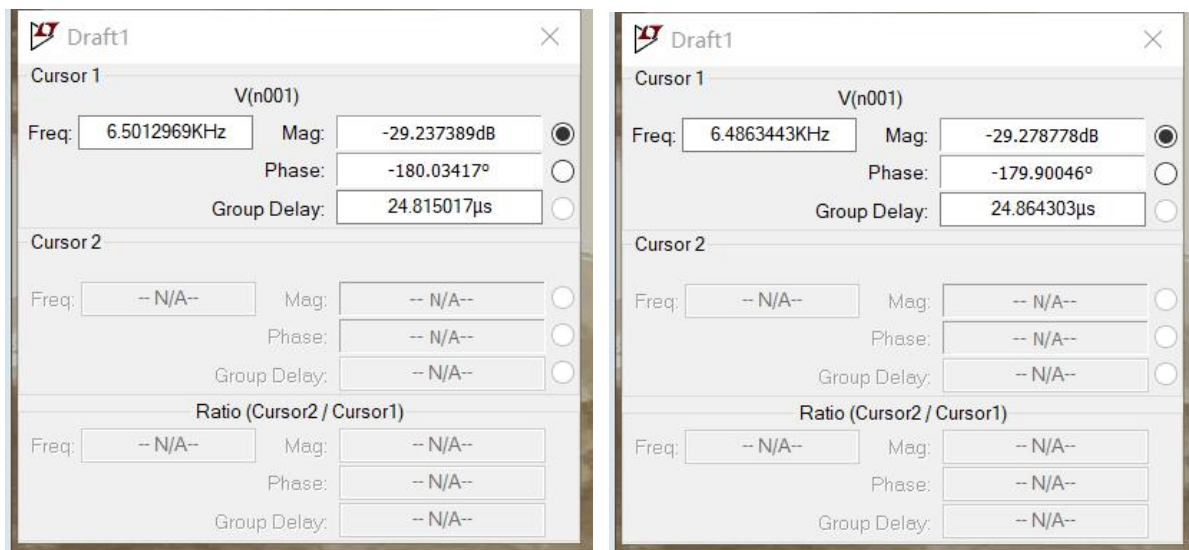 Draft1
Cursor 1
V(n001)
Freq: 6.5012969KHz Mag: -29.237389dB
Phase: -180.03417º
Group Delay: 24.815017µs
Cursor 2
Freq: -- N/A-- Mag: -- N/A--
Phase: -- N/A--
Group Delay: -- N/A--
Ratio (Cursor2 / Cursor1)
Freq: -- N/A-- Mag: -- N/A--
Phase: -- N/A--
Group Delay: -- N/A--
Draft1
Cursor 1
V(n001)
Freq: 6.4863443KHz Mag: -29.278778dB
Phase: -179.90046º
Group Delay: 24.864303µs
Cursor 2
Freq: -- N/A-- Mag: -- N/A--
Phase: -- N/A--
Group Delay: -- N/A--
Ratio (Cursor2 / Cursor1)
Freq: -- N/A-- Mag: -- N/A--
Phase: -- N/A--
Group Delay: -- N/A--